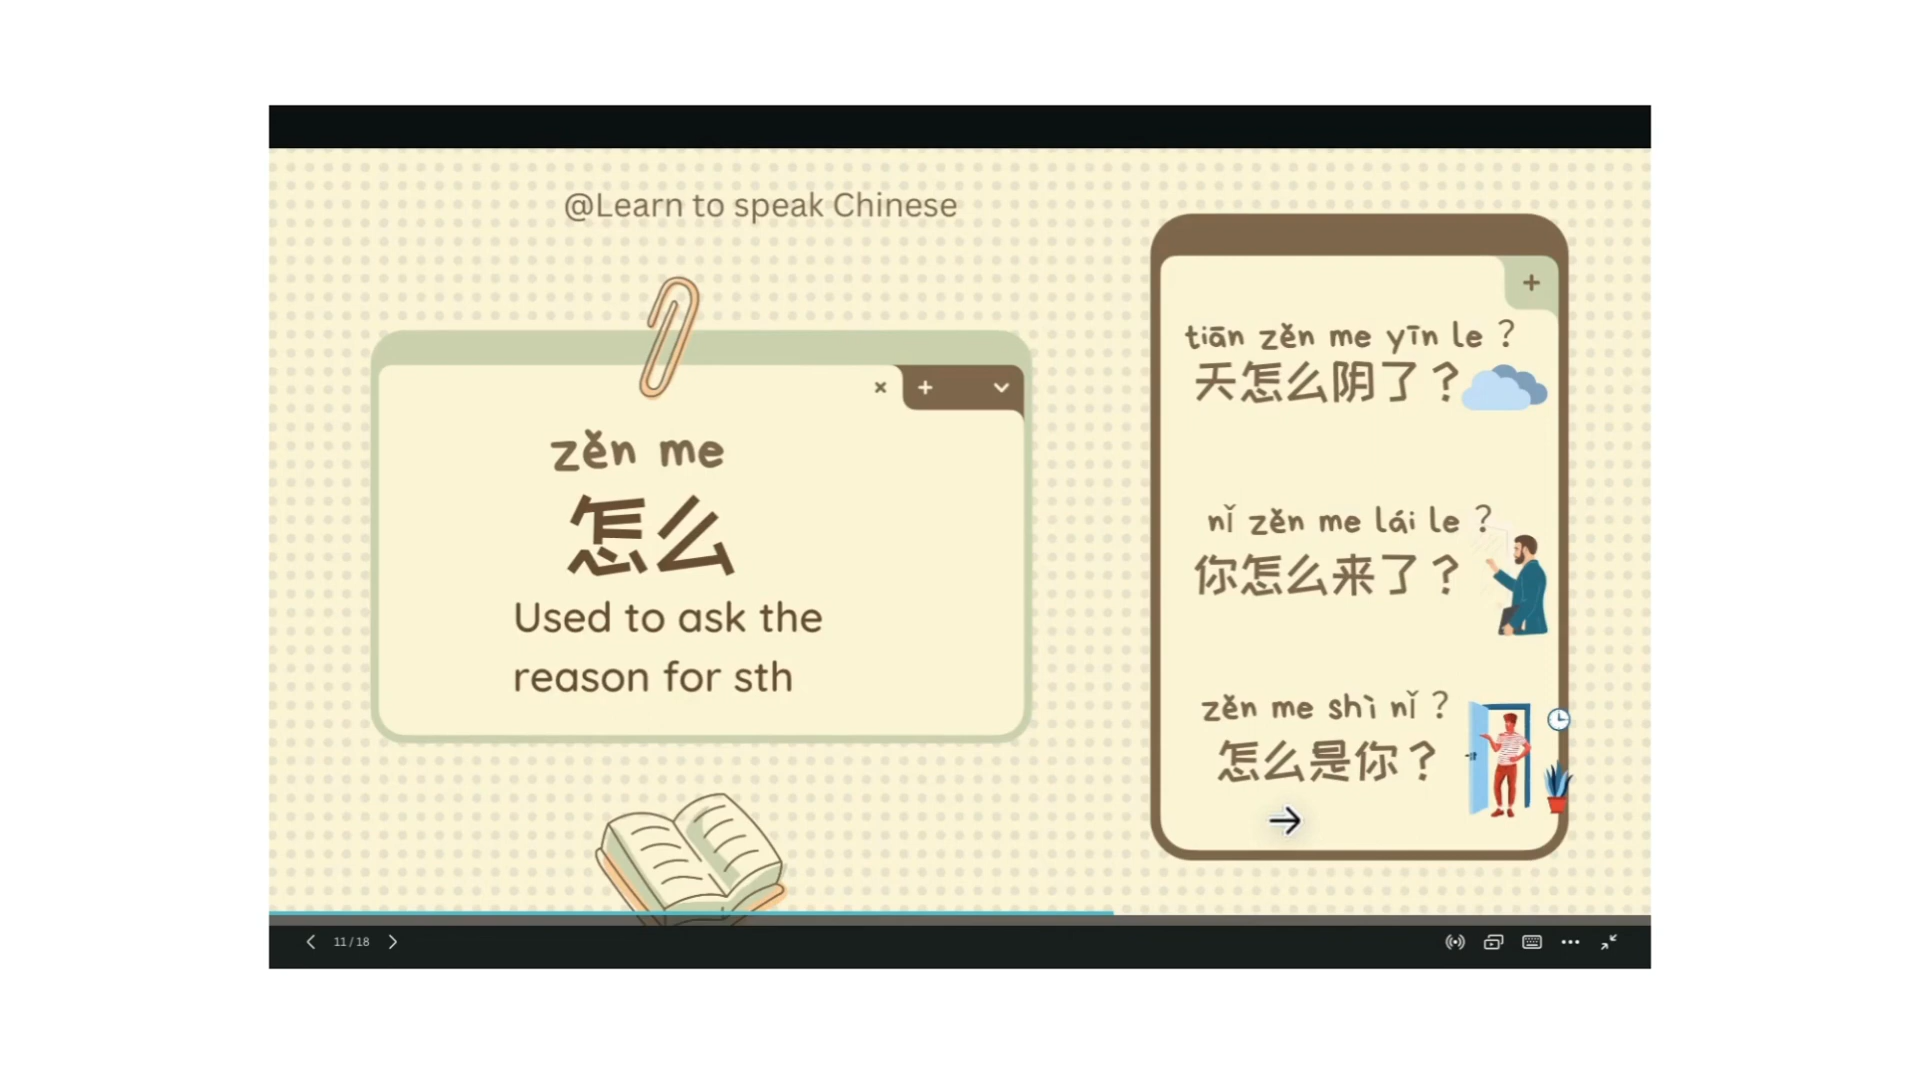 @Learn to speak Chinese
zěn me
怎么
Used to ask the
reason for sth
tiān zěn me yīn le ?
天怎么阴了？
nǐ zěn me lái le ?
你怎么来了？
zěn me shì nǐ ?
怎么是你？
11 / 18